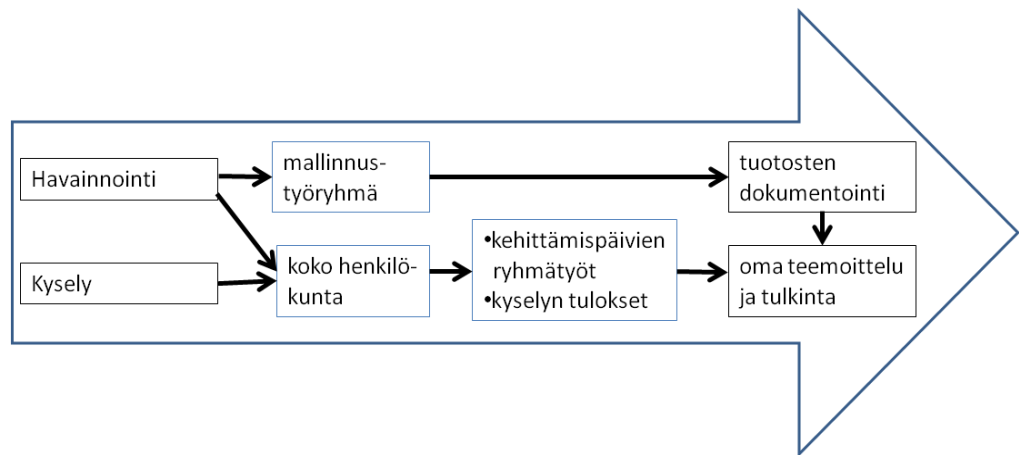 Havainnointi
mallinnus-
työryhmä
tuotosten
dokumentointi
Kysely
koko henkilö-
kunta
•kehittämispäivien
ryhmätyöt
•kyselyn tulokset
oma teemoittelu
ja tulkinta